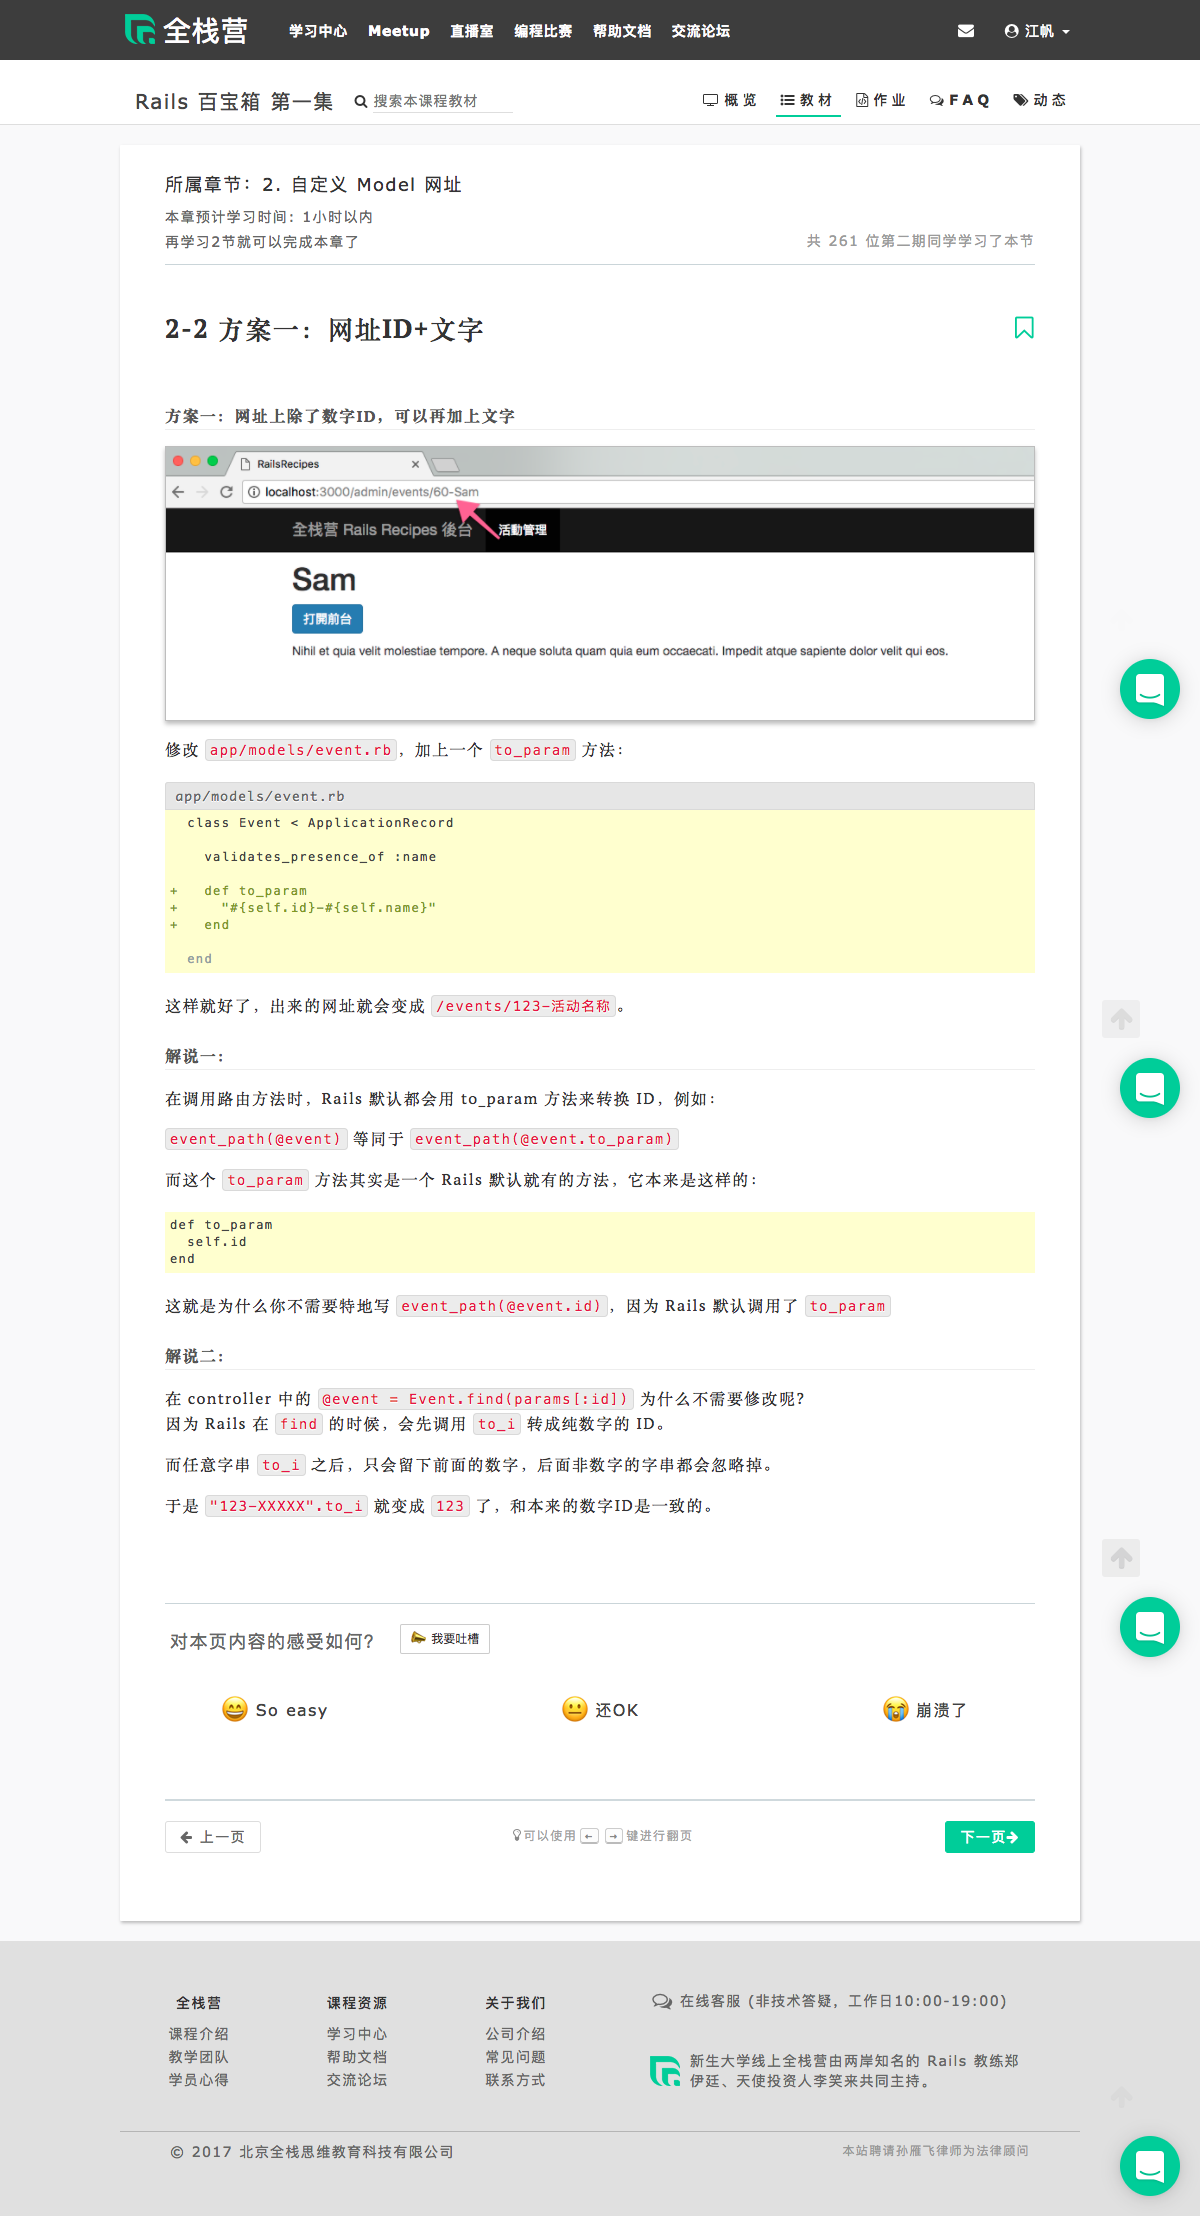 全栈营 学习中心 Meetup 直播室 编程比赛 帮助文档 交流论坛 江帆
Rails 百宝箱 第一集 搜索本课程教材 概览 教材 作业 FAQ 动态
所属章节：2. 自定义 Model 网址
本章预计学习时间：1小时以内
再学习2节就可以完成本章了
共 261 位第二期同学学习了本节
2-2 方案一：网址ID+文字
方案一：网址上除了数字ID，可以再加上文字
RailsRecipes
localhost:3000/admin/events/60-Sam
全栈营 Rails Recipes 後台 活動管理
Sam
打開前台
Nihil et quia velit molestiae tempore. A neque soluta quam quia eum occaecati. Impedit atque sapiente dolor velit qui eos.
修改 app/models/event.rb，加上一个 to_param 方法：
app/models/event.rb
class Event < ApplicationRecord
validates_presence_of :name
+ def to_param
+ "#{self.id}-#{self.name}"
+ end
end
这样就好了，出来的网址就会变成 /events/123-活动名称。
解说一：
在调用路由方法时，Rails 默认都会用 to_param 方法来转换 ID，例如：
event_path(@event) 等同于 event_path(@event.to_param)
而这个 to_param 方法其实是一个 Rails 默认就有的方法，它本来是这样的：
def to_param
self.id
end
这就是为什么你不需要特地写 event_path(@event.id)，因为 Rails 默认调用了 to_param
解说二：
在 controller 中的 @event = Event.find(params[:id]) 为什么不需要修改呢？
因为 Rails 在 find 的时候，会先调用 to_i 转成纯数字的 ID。
而任意字串 to_i 之后，只会留下前面的数字，后面非数字的字串都会忽略掉。
于是 "123-XXXXX".to_i 就变成 123 了，和本来的数字ID是一致的。
对本页内容的感受如何？ 我要吐槽
So easy 还OK 崩溃了
← 上一页 可以使用 ← → 键进行翻页 下一页→
全栈营 课程资源 关于我们 在线客服 (非技术答疑，工作日10:00-19:00)
课程介绍 学习中心 公司介绍
教学团队 帮助文档 常见问题
学员心得 交流论坛 联系方式
新生大学线上全栈营由两岸知名的 Rails 教练郑
伊廷、天使投资人李笑来共同主持。
© 2017 北京全栈思维教育科技有限公司 本站聘请孙雁飞律师为法律顾问